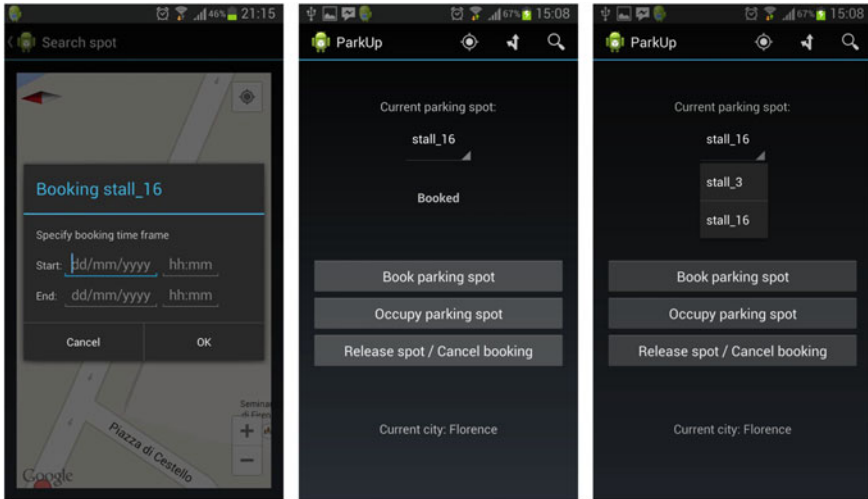 46% 21:15
Search spot
Booking stall_16
Specify booking time frame
Start: dd/mm/yyyy hh:mm
End: dd/mm/yyyy hh:mm
Cancel OK
Piazza di Cestello
Google
67% 15:08
ParkUp
Current parking spot:
stall_16
Booked
Book parking spot
Occupy parking spot
Release spot / Cancel booking
Current city: Florence
67% 15:08
ParkUp
Current parking spot:
stall_16
stall_3
stall_16
Book parking spot
Occupy parking spot
Release spot / Cancel booking
Current city: Florence